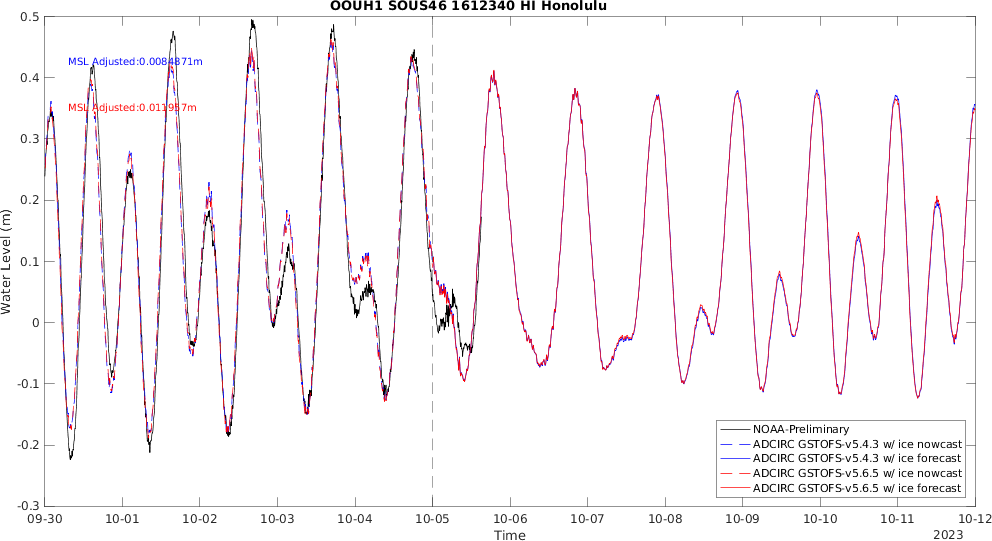 OOUH1 SOUS46 1612340 HI Honolulu
0.5
0.4
0.3
0.2
0.1
0
-0.1
-0.2
-0.3
Water Level (m)
MSL Adjusted:0.0084871m
MSL Adjusted:0.011957m
NOAA-Preliminary
ADCIRC GSTOFS-v5.4.3 w/ ice nowcast
ADCIRC GSTOFS-v5.4.3 w/ ice forecast
ADCIRC GSTOFS-v5.6.5 w/ ice nowcast
ADCIRC GSTOFS-v5.6.5 w/ ice forecast
09-30 10-01 10-02 10-03 10-04 10-05 10-06 10-07 10-08 10-09 10-10 10-11 10-12
Time
2023